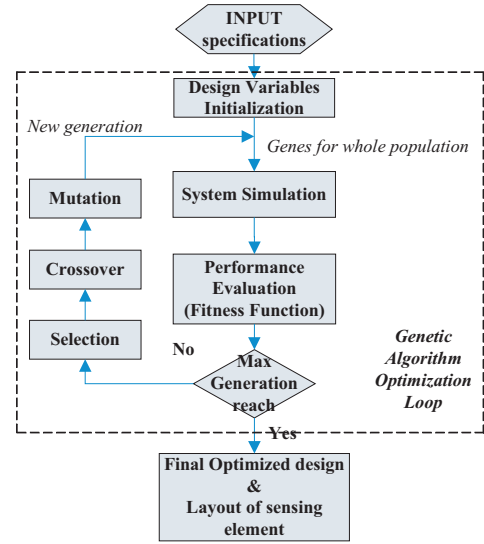 INPUT
specifications
Design Variables
Initialization
New generation
Genes for whole population
Mutation
System Simulation
Crossover
Performance
Evaluation
(Fitness Function)
Selection
No
Max
Generation
reach
Genetic
Algorithm
Optimization
Loop
Yes
Final Optimized design
&
Layout of sensing
element